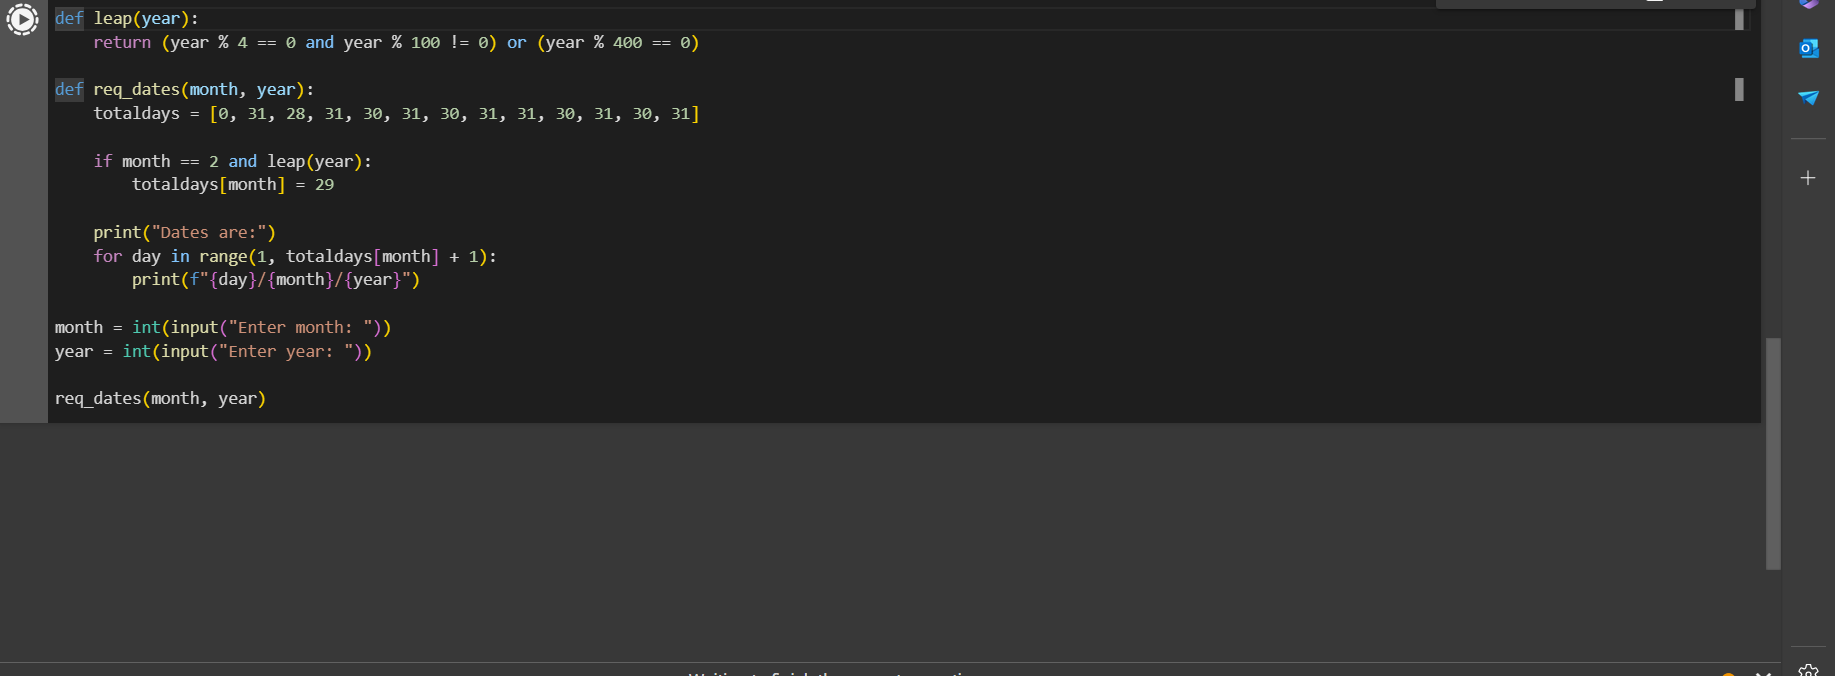 def leap(year):
    return (year % 4 == 0 and year % 100 != 0) or (year % 400 == 0)

def req_dates(month, year):
    totaldays = [0, 31, 28, 31, 30, 31, 30, 31, 31, 30, 31, 30, 31]

    if month == 2 and leap(year):
        totaldays[month] = 29

    print("Dates are:")
    for day in range(1, totaldays[month] + 1):
        print(f"{day}/{month}/{year}")

month = int(input("Enter month: "))
year = int(input("Enter year: "))

req_dates(month, year)